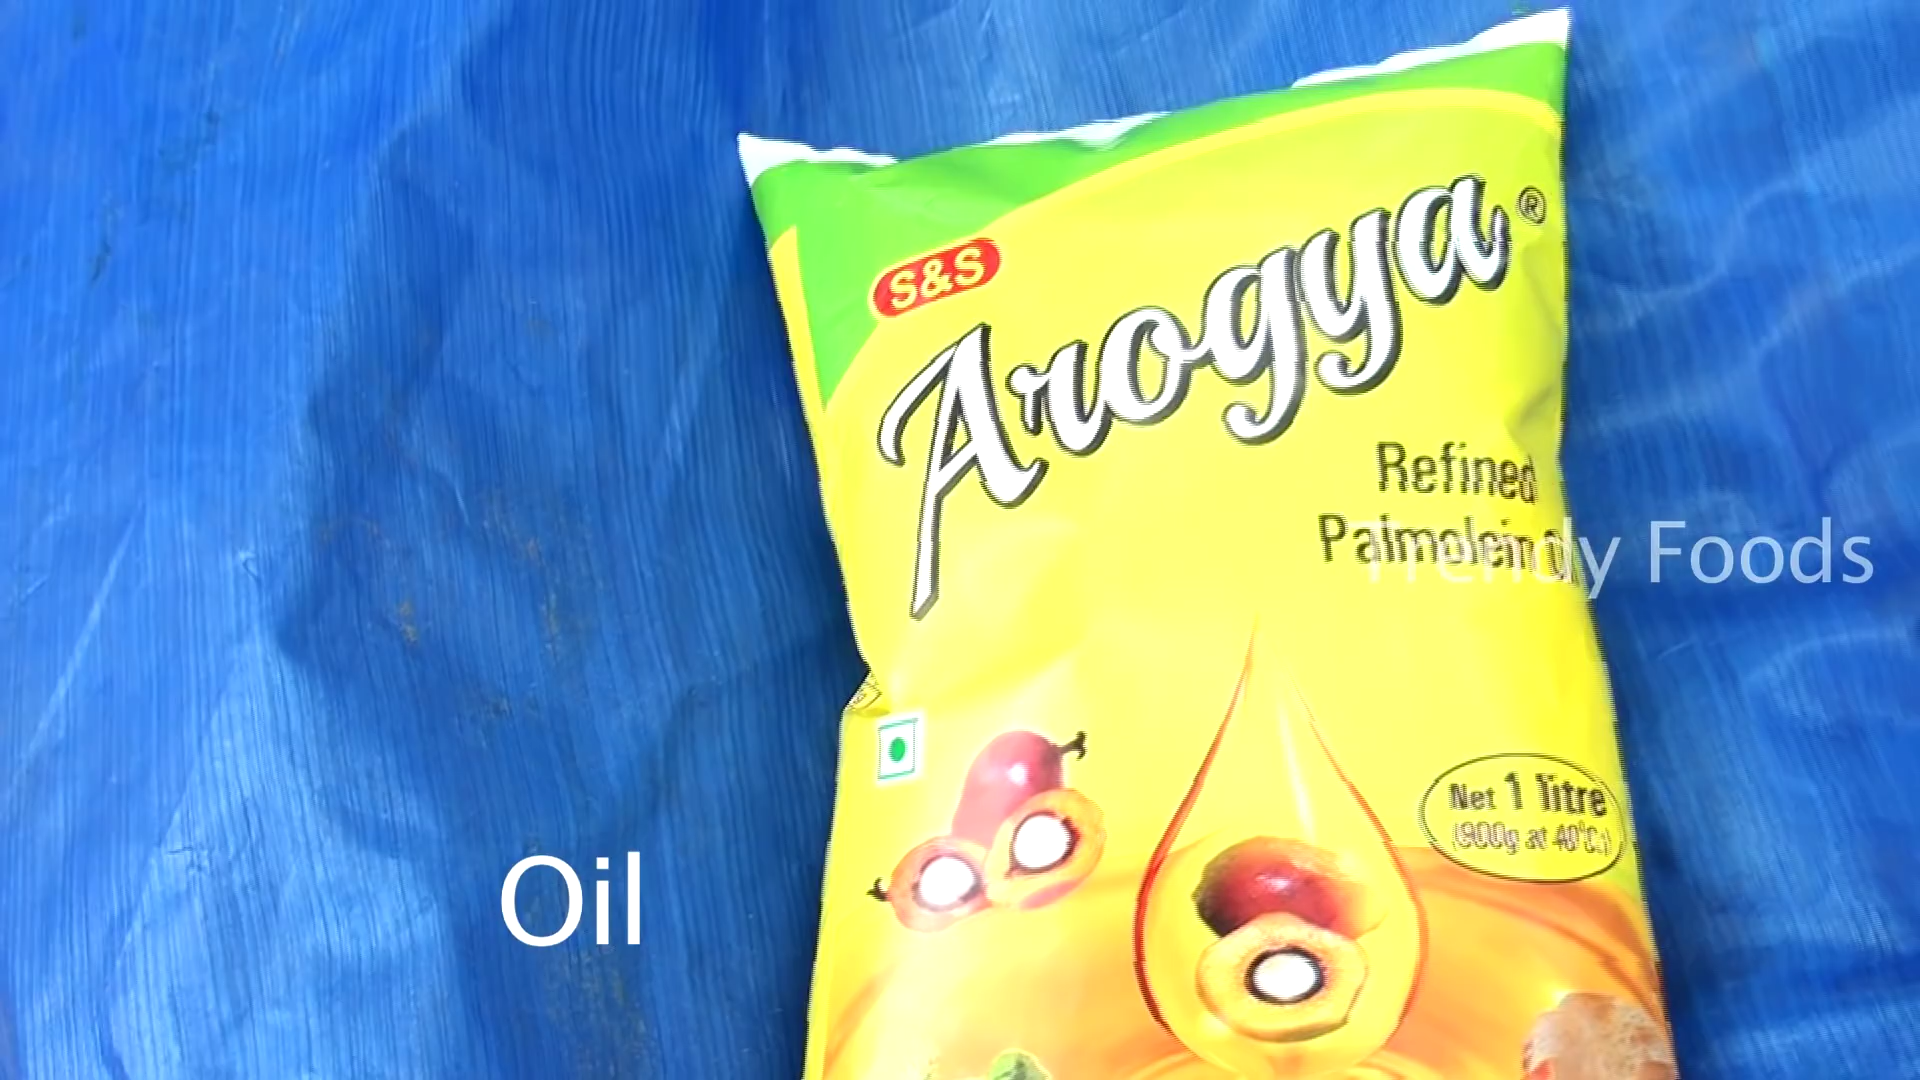 S&S
Arogya®
Refined
Palmolein
Trendy Foods
Net 1 litre
(900g at 40°C.)
Oil